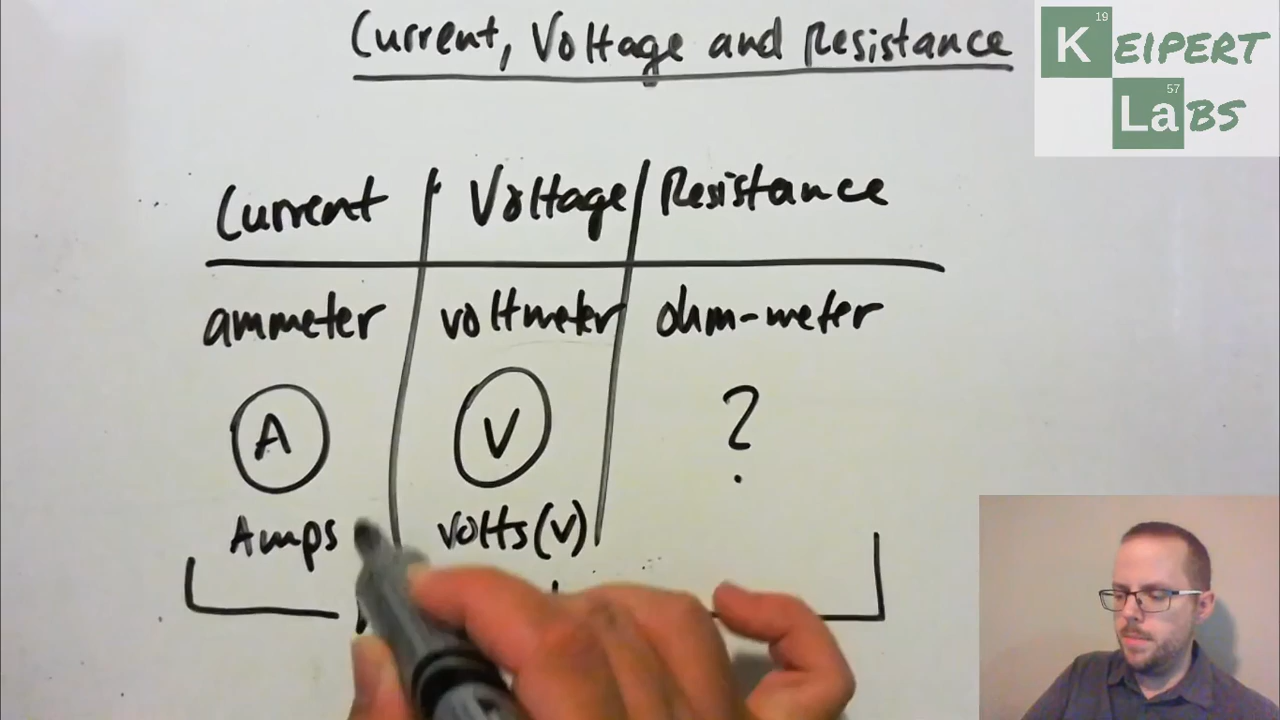 Current, Voltage and Resistance
19
KEIPERT
57
LaBS
Current Voltage Resistance
ammeter voltmeter ohm-meter
A V ?
Amps volts(V)